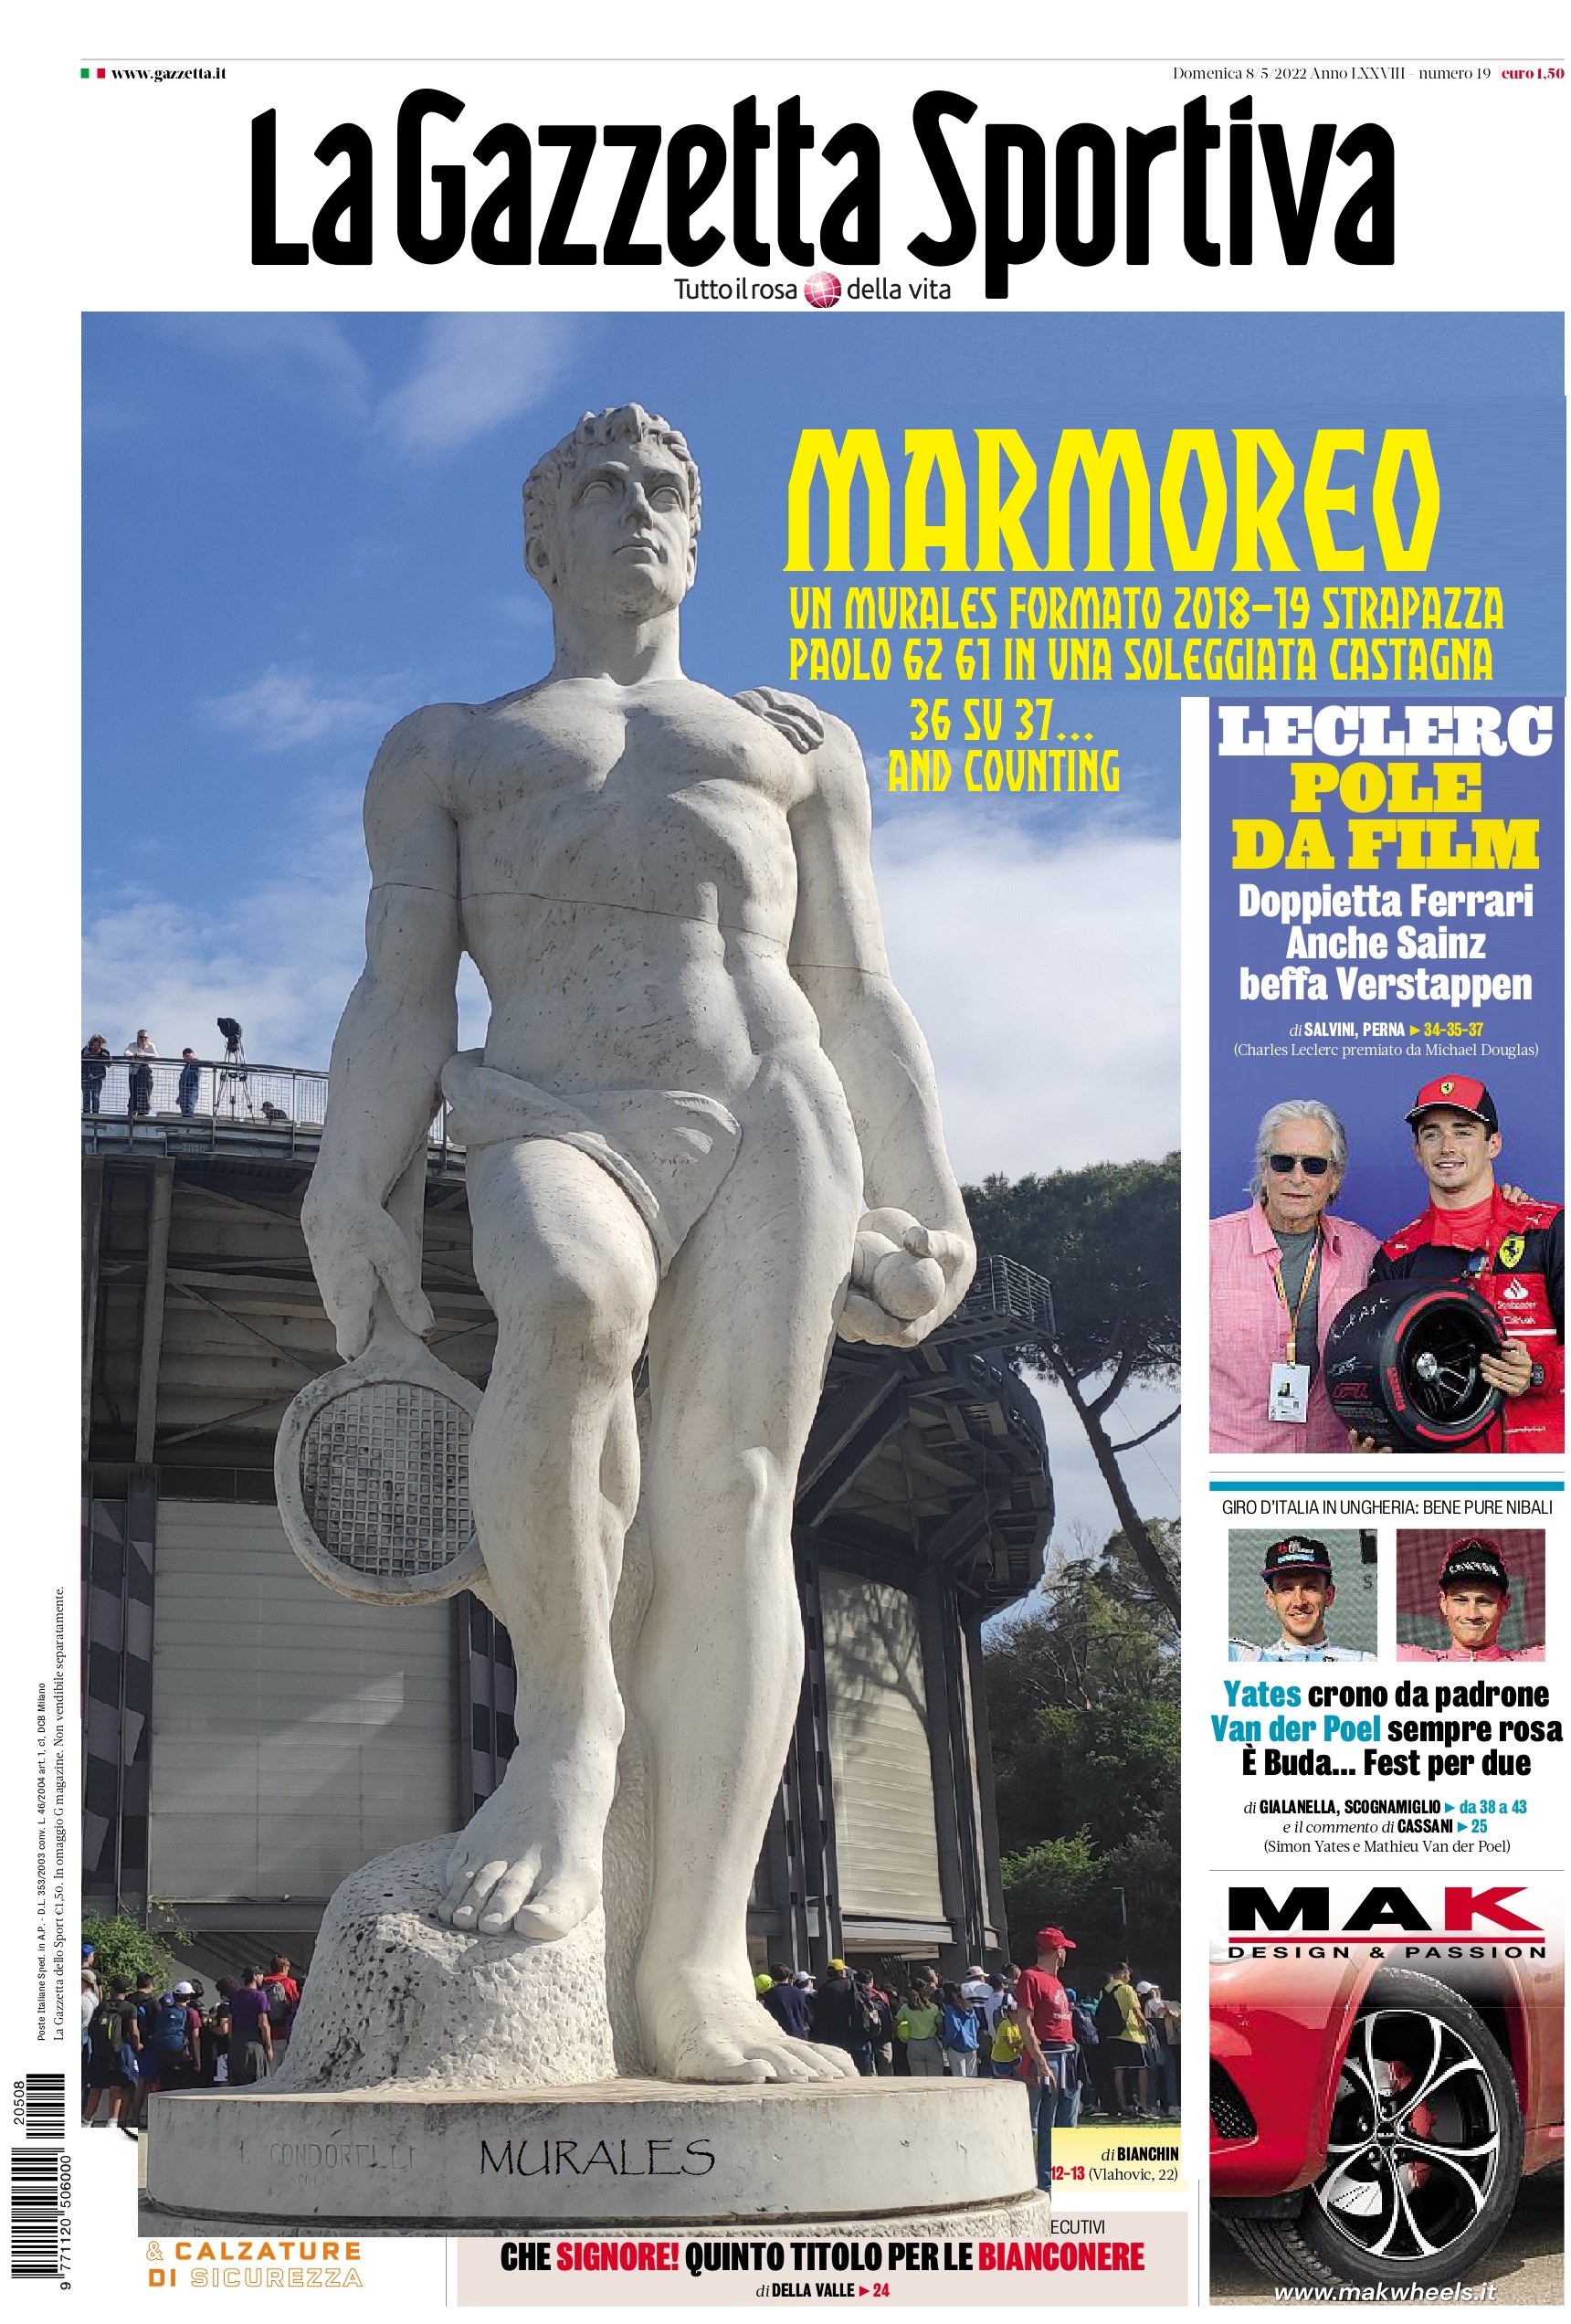 www.gazzetta.it
Domenica 8/5/2022 Anno LXXVIII - numero 19 euro 1,50
La Gazzetta Sportiva
Tutto il rosa della vita
MARMOREO
UN MURALES FORMATO 2018-19 STRAPAZZA
PAOLO 62 61 IN UNA SOLEGGIATA CASTAGNA
36 SU 37...
AND COUNTING
LECLERC
POLE
DA FILM
Doppietta Ferrari
Anche Sainz
beffa Verstappen
di SALVINI, PERNA ▶ 34-35-37
(Charles Leclerc premiato da Michael Douglas)
GIRO D'ITALIA IN UNGHERIA: BENE PURE NIBALI
Yates crono da padrone
Van der Poel sempre rosa
È Buda... Fest per due
di GIALANELLA, SCOGNAMIGLIO ▶ da 38 a 43
e il commento di CASSANI ▶ 25
(Simon Yates e Mathieu Van der Poel)
MAK
DESIGN & PASSION
www.makwheels.it
L CONDORELLI
MURALES
di BIANCHIN
12-13 (Vlahovic, 22)
ECUTIVI
CHE SIGNORE! QUINTO TITOLO PER LE BIANCONERE
di DELLA VALLE ▶ 24
& CALZATURE
DI SICUREZZA
Poste Italiane Sped. in A.P. - D.L. 353/2003 conv. L. 46/2004 art. 1, c1, DCB Milano
La Gazzetta dello Sport €1,50. In omaggio G magazine. Non vendibile separatamente.
20508
9 771120 506000